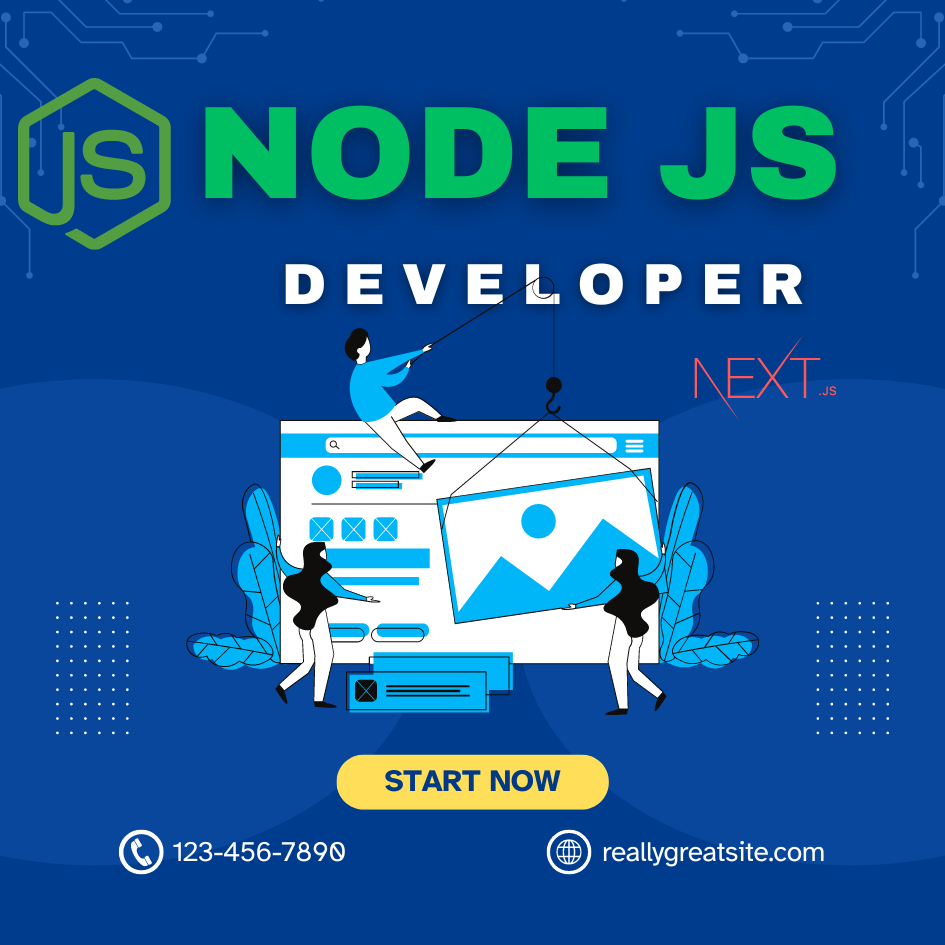 JS
NODE JS
DEVELOPER
NEXT.JS
START NOW
123-456-7890
reallygreatsite.com